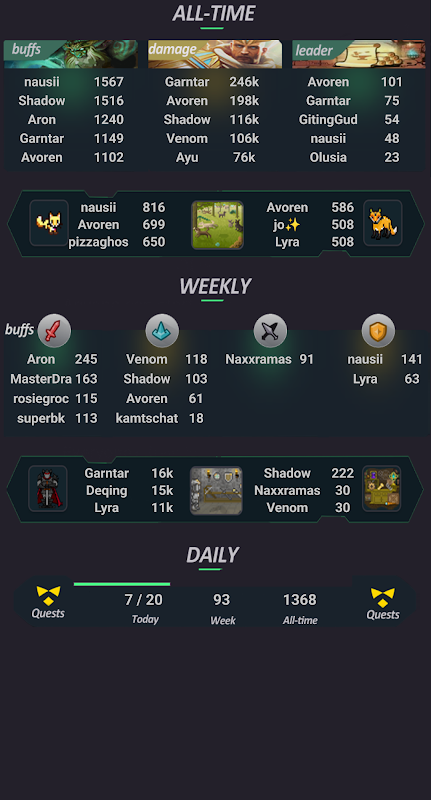 ALL-TIME
buffs damage leader
nausii 1567 Garntar 246k Avoren 101
Shadow 1516 Avoren 198k Garntar 75
Aron 1240 Shadow 116k GitingGud 54
Garntar 1149 Venom 106k nausii 48
Avoren 1102 Ayu 76k Olusia 23
nausii 816 Avoren 586
Avoren 699 jo✨ 508
pizzaghos 650 Lyra 508
WEEKLY
buffs
Aron 245 Venom 118 Naxxramas 91 nausii 141
MasterDra 163 Shadow 103 Lyra 63
rosiegroc 115 Avoren 61
superbk 113 kamtschat 18
Garntar 16k Shadow 222
Deqing 15k Naxxramas 30
Lyra 11k Venom 30
DAILY
7 / 20 93 1368
Quests Today Week All-time Quests